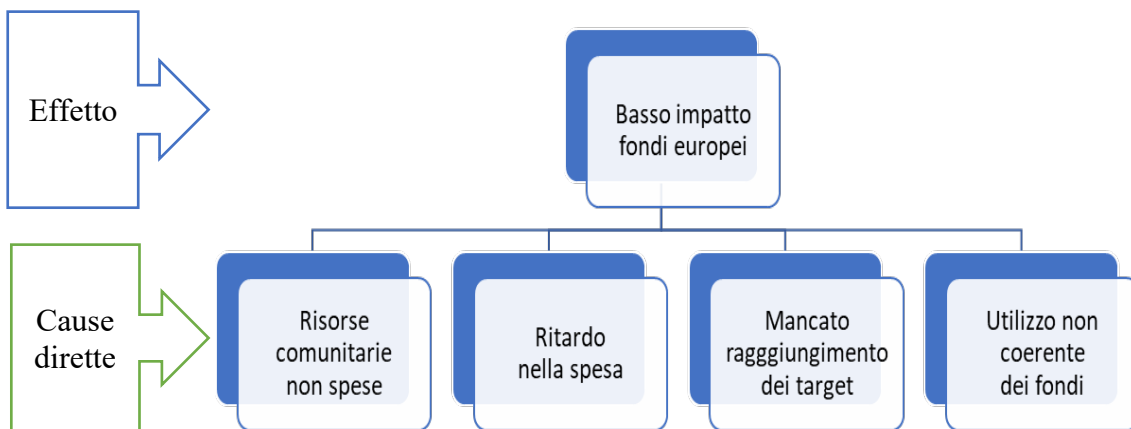 Effetto
Basso impatto
fondi europei
Cause
dirette
Risorse
comunitarie
non spese
Ritardo
nella spesa
Mancato
ragggiungimento
dei target
Utilizzo non
coerente
dei fondi